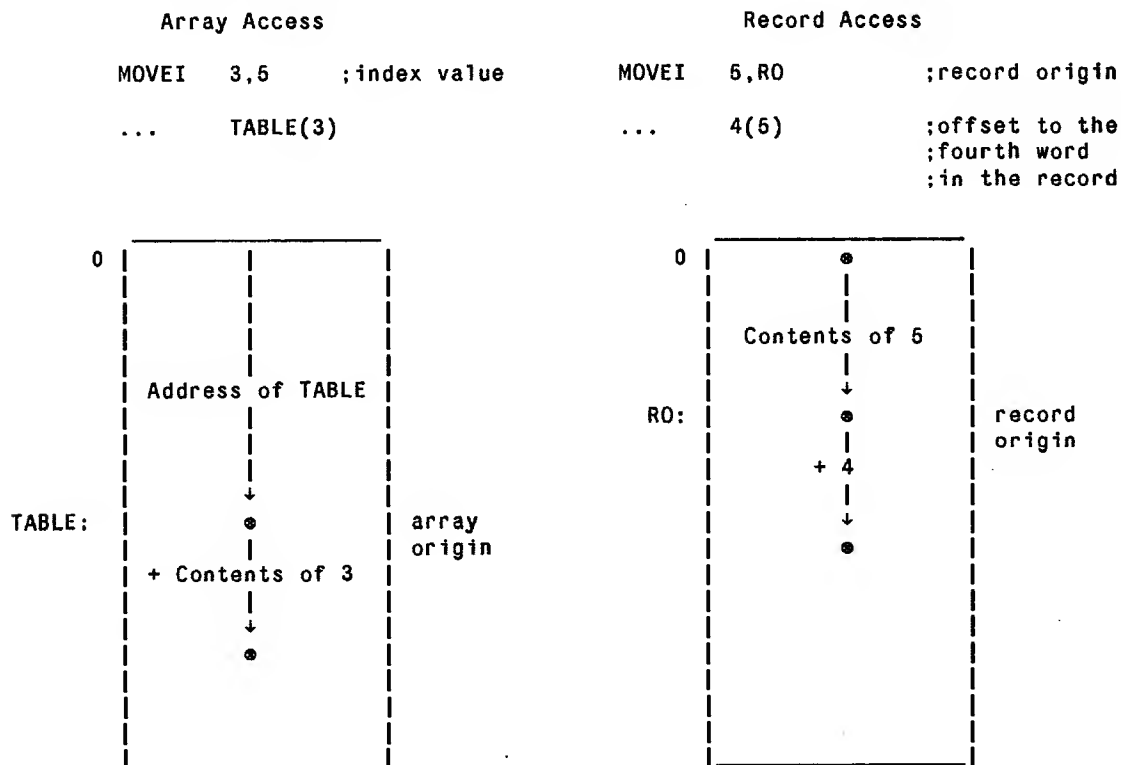 Array Access
MOVEI 3,5 ;index value
... TABLE(3)
0
Address of TABLE
TABLE:
array
origin
+ Contents of 3
Record Access
MOVEI 5,RO ;record origin
... 4(5) ;offset to the
;fourth word
;in the record
0
Contents of 5
RO:
record
origin
+ 4